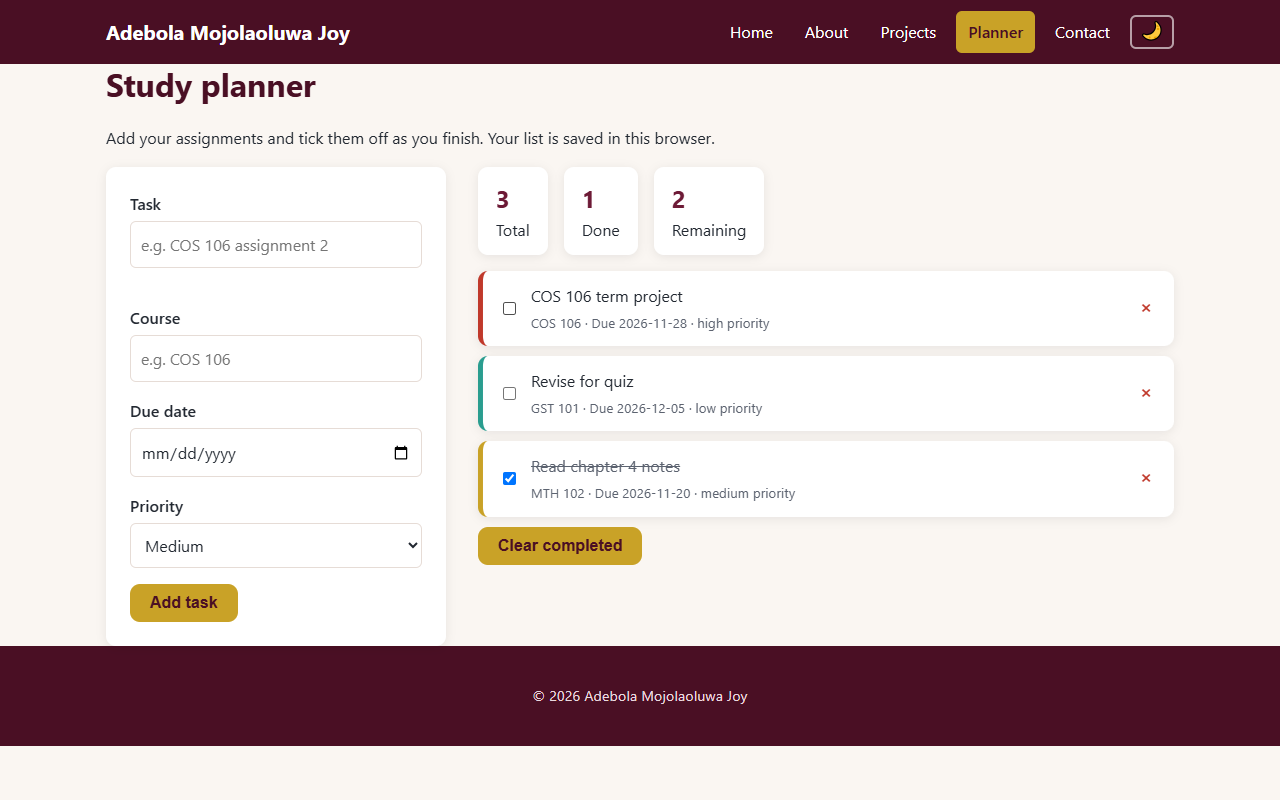 Adebola Mojolaoluwa Joy
Home About Projects Planner Contact 🌙
Study planner
Add your assignments and tick them off as you finish. Your list is saved in this browser.
Task
e.g. COS 106 assignment 2
Course
e.g. COS 106
Due date
mm/dd/yyyy
Priority
Medium
Add task
3
Total
1
Done
2
Remaining
COS 106 term project
COS 106 · Due 2026-11-28 · high priority
×
Revise for quiz
GST 101 · Due 2026-12-05 · low priority
×
Read chapter 4 notes
MTH 102 · Due 2026-11-20 · medium priority
×
Clear completed
© 2026 Adebola Mojolaoluwa Joy